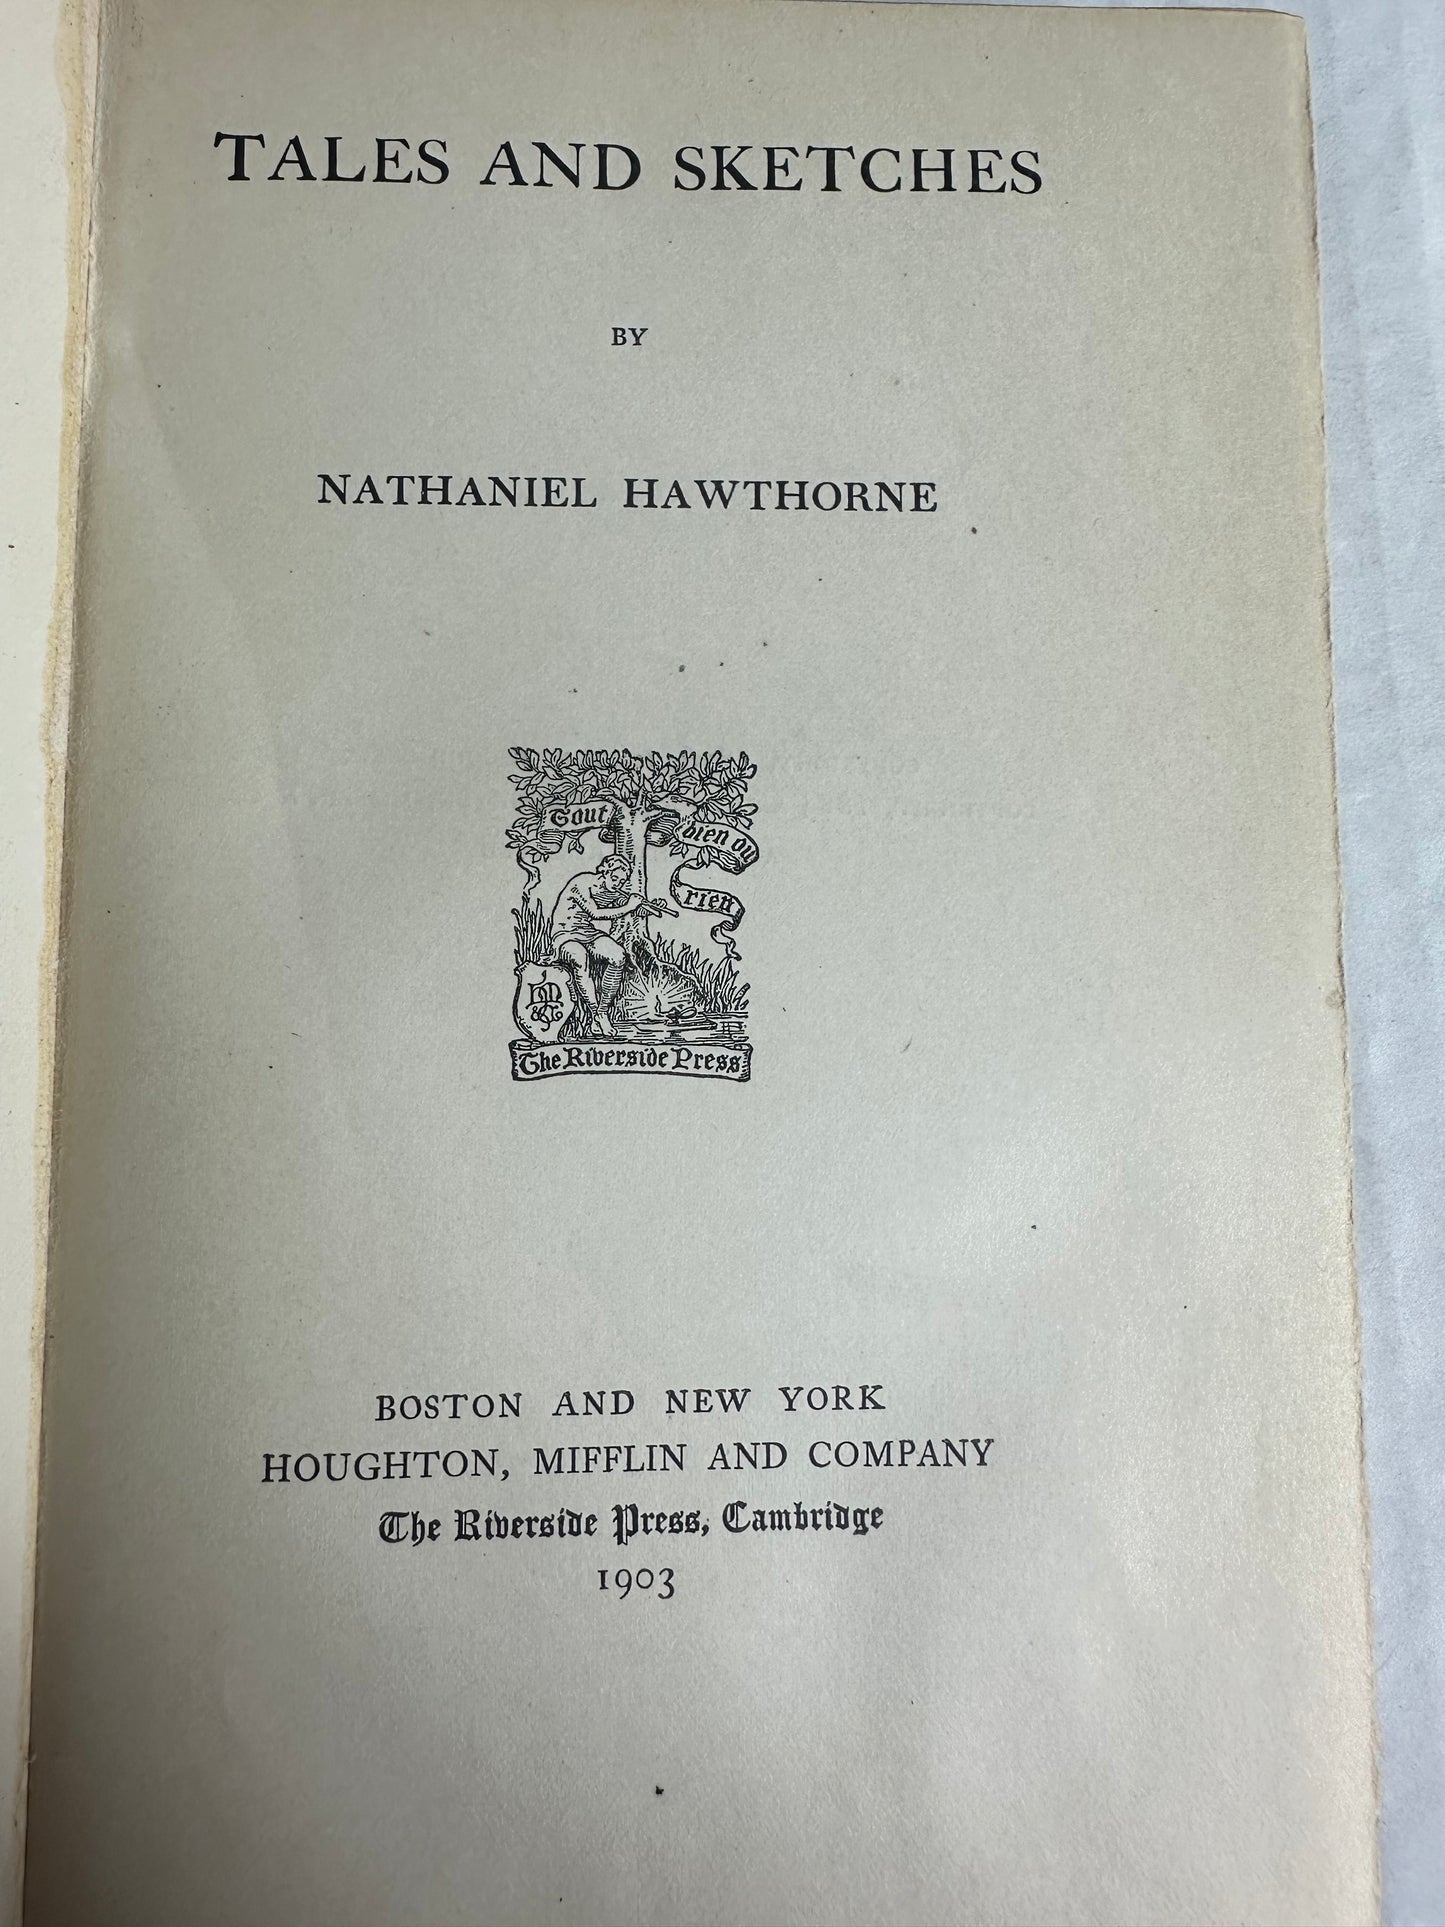 TALES AND SKETCHES
BY
NATHANIEL HAWTHORNE
Tout
bien ou
rien
The Riverside Press
BOSTON AND NEW YORK
HOUGHTON, MIFFLIN AND COMPANY
The Riverside Press, Cambridge
1903